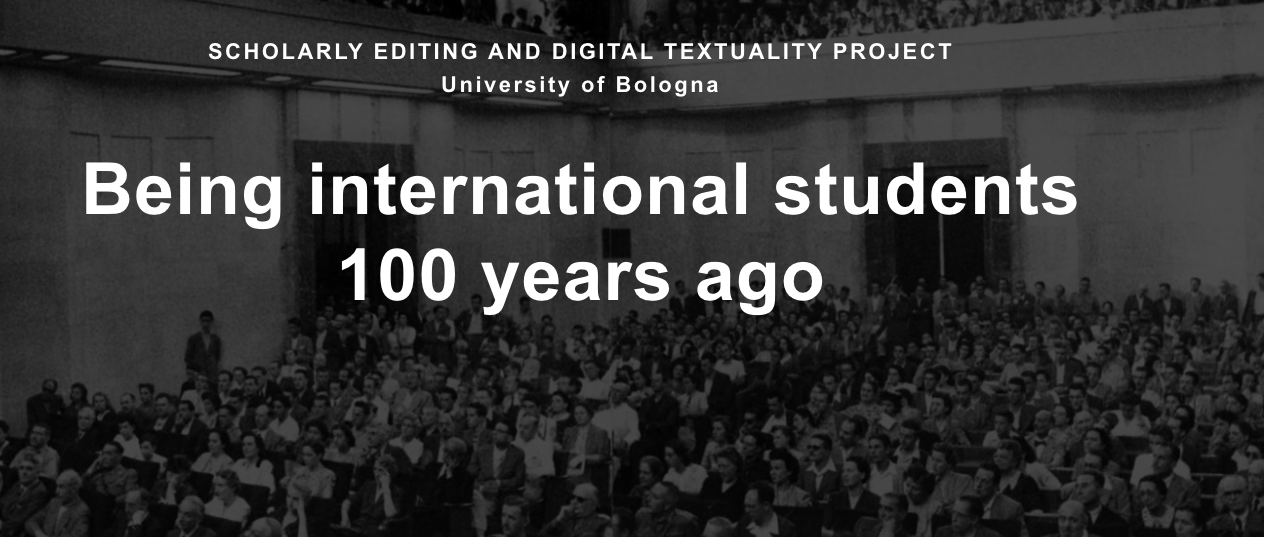 SCHOLARLY EDITING AND DIGITAL TEXTUALITY PROJECT
University of Bologna
Being international students
100 years ago